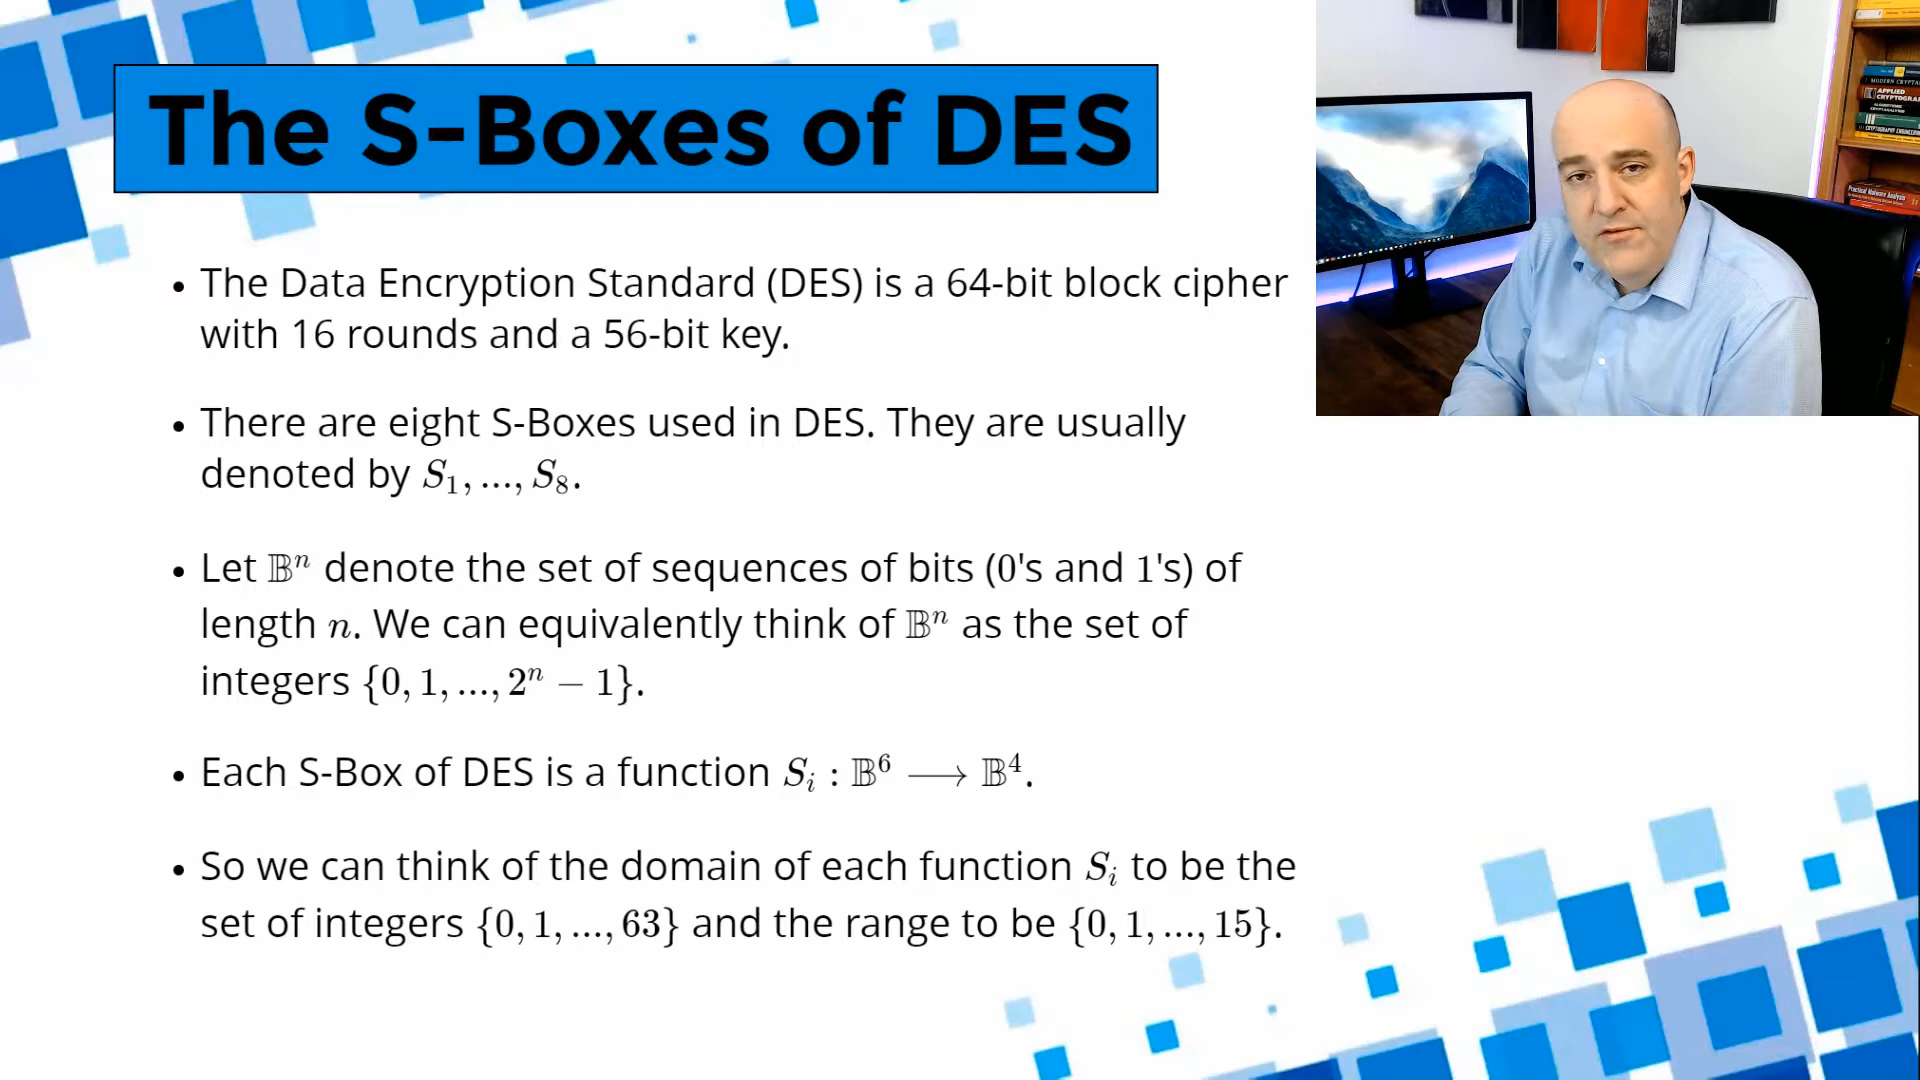 The S-Boxes of DES
• The Data Encryption Standard (DES) is a 64-bit block cipher
with 16 rounds and a 56-bit key.
• There are eight S-Boxes used in DES. They are usually
denoted by S₁, ..., S₈.
• Let 𝔹ⁿ denote the set of sequences of bits (0's and 1's) of
length n. We can equivalently think of 𝔹ⁿ as the set of
integers {0, 1, ..., 2ⁿ − 1}.
• Each S-Box of DES is a function Sᵢ : 𝔹⁶ ⟶ 𝔹⁴.
• So we can think of the domain of each function Sᵢ to be the
set of integers {0, 1, ..., 63} and the range to be {0, 1, ..., 15}.
MODERN
APPLIED
Practical Malware Analysis